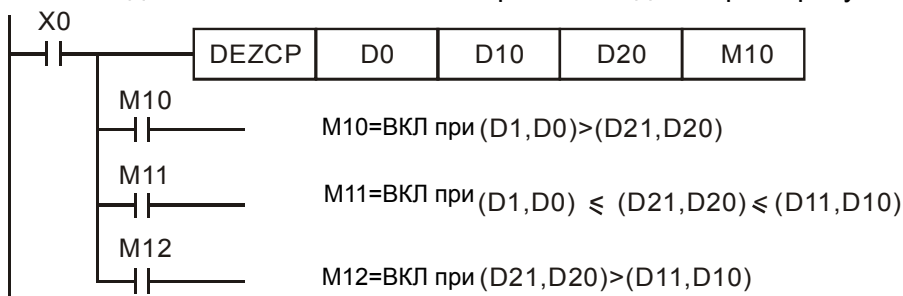 X0
DEZCP D0 D10 D20 M10
M10
M10=ВКЛ при (D1,D0)>(D21,D20)
M11
M11=ВКЛ при (D1,D0) ⩽ (D21,D20) ⩽ (D11,D10)
M12
M12=ВКЛ при (D21,D20)>(D11,D10)